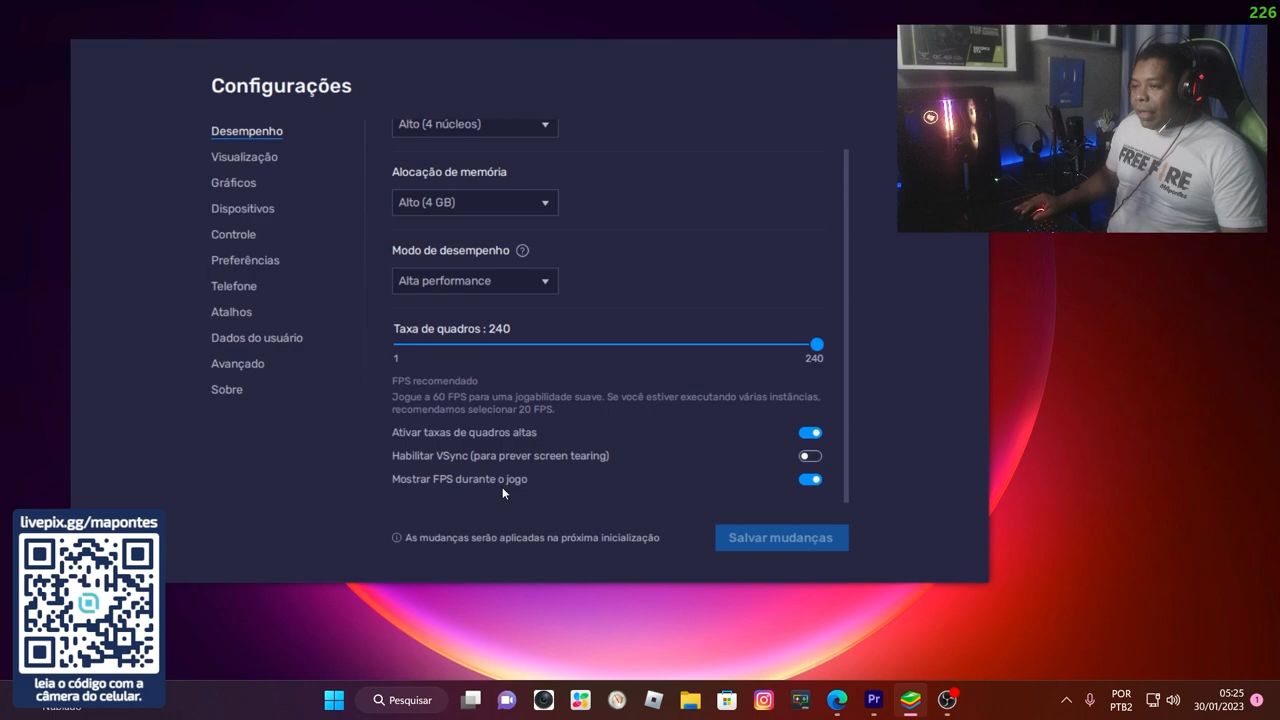 226
Configurações
Desempenho
Visualização
Gráficos
Dispositivos
Controle
Preferências
Telefone
Atalhos
Dados do usuário
Avançado
Sobre
Alto (4 núcleos)
Alocação de memória
Alto (4 GB)
Modo de desempenho ?
Alta performance
Taxa de quadros : 240
1 240
FPS recomendado
Jogue a 60 FPS para uma jogabilidade suave. Se você estiver executando várias instâncias,
recomendamos selecionar 20 FPS.
Ativar taxas de quadros altas
Habilitar VSync (para prever screen tearing)
Mostrar FPS durante o jogo
As mudanças serão aplicadas na próxima inicialização
Salvar mudanças
FREE FIRE
livepix.gg/mapontes
leia o código com a
câmera do celular.
Nublado
Pesquisar
Pr
POR
PTB2
05:25
30/01/2023
1